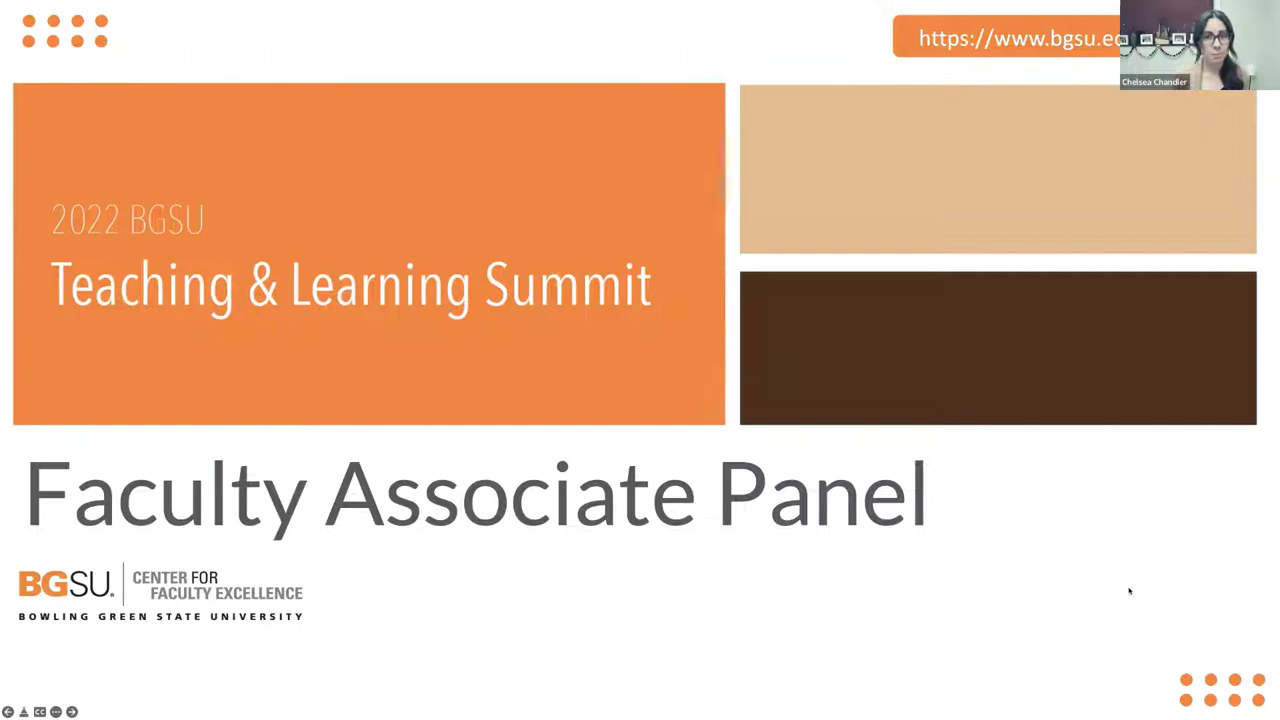 https://www.bgsu.ed
Chelsea Chandler
2022 BGSU
Teaching & Learning Summit
Faculty Associate Panel
BGSU. CENTER FOR
FACULTY EXCELLENCE
BOWLING GREEN STATE UNIVERSITY